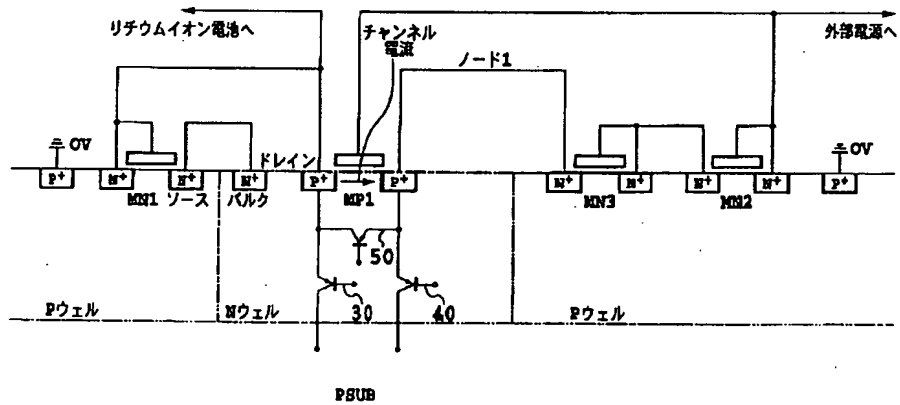 リチウムイオン電池へ
チャンネル
電流
外部電源へ
ノード1
0V
ドレイン
0V
P+ N+ N+ N+ P+ P+ N+ N+ N+ N+ P+
MN1 ソース バルク MP1 MN3 MN2
50
30 40
Pウェル Nウェル Pウェル
PSUB